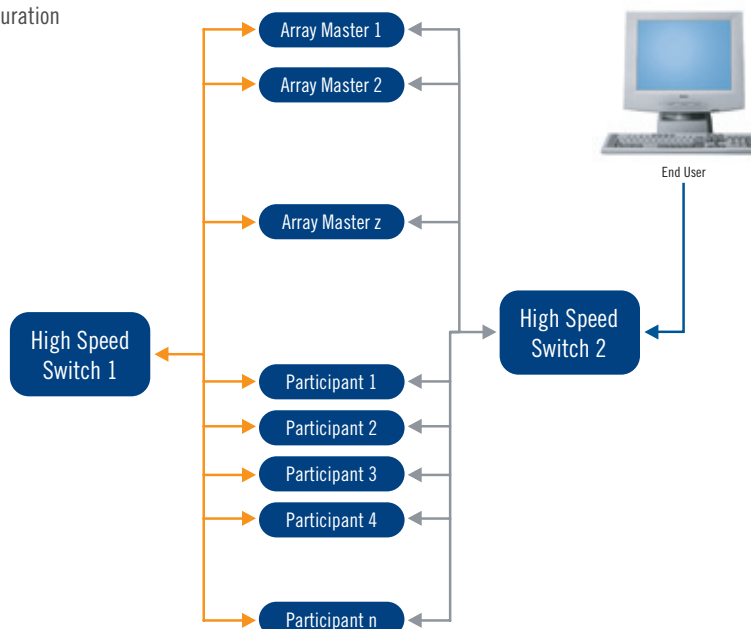 uration
Array Master 1
Array Master 2
End User
Array Master z
High Speed
Switch 2
High Speed
Switch 1
Participant 1
Participant 2
Participant 3
Participant 4
Participant n